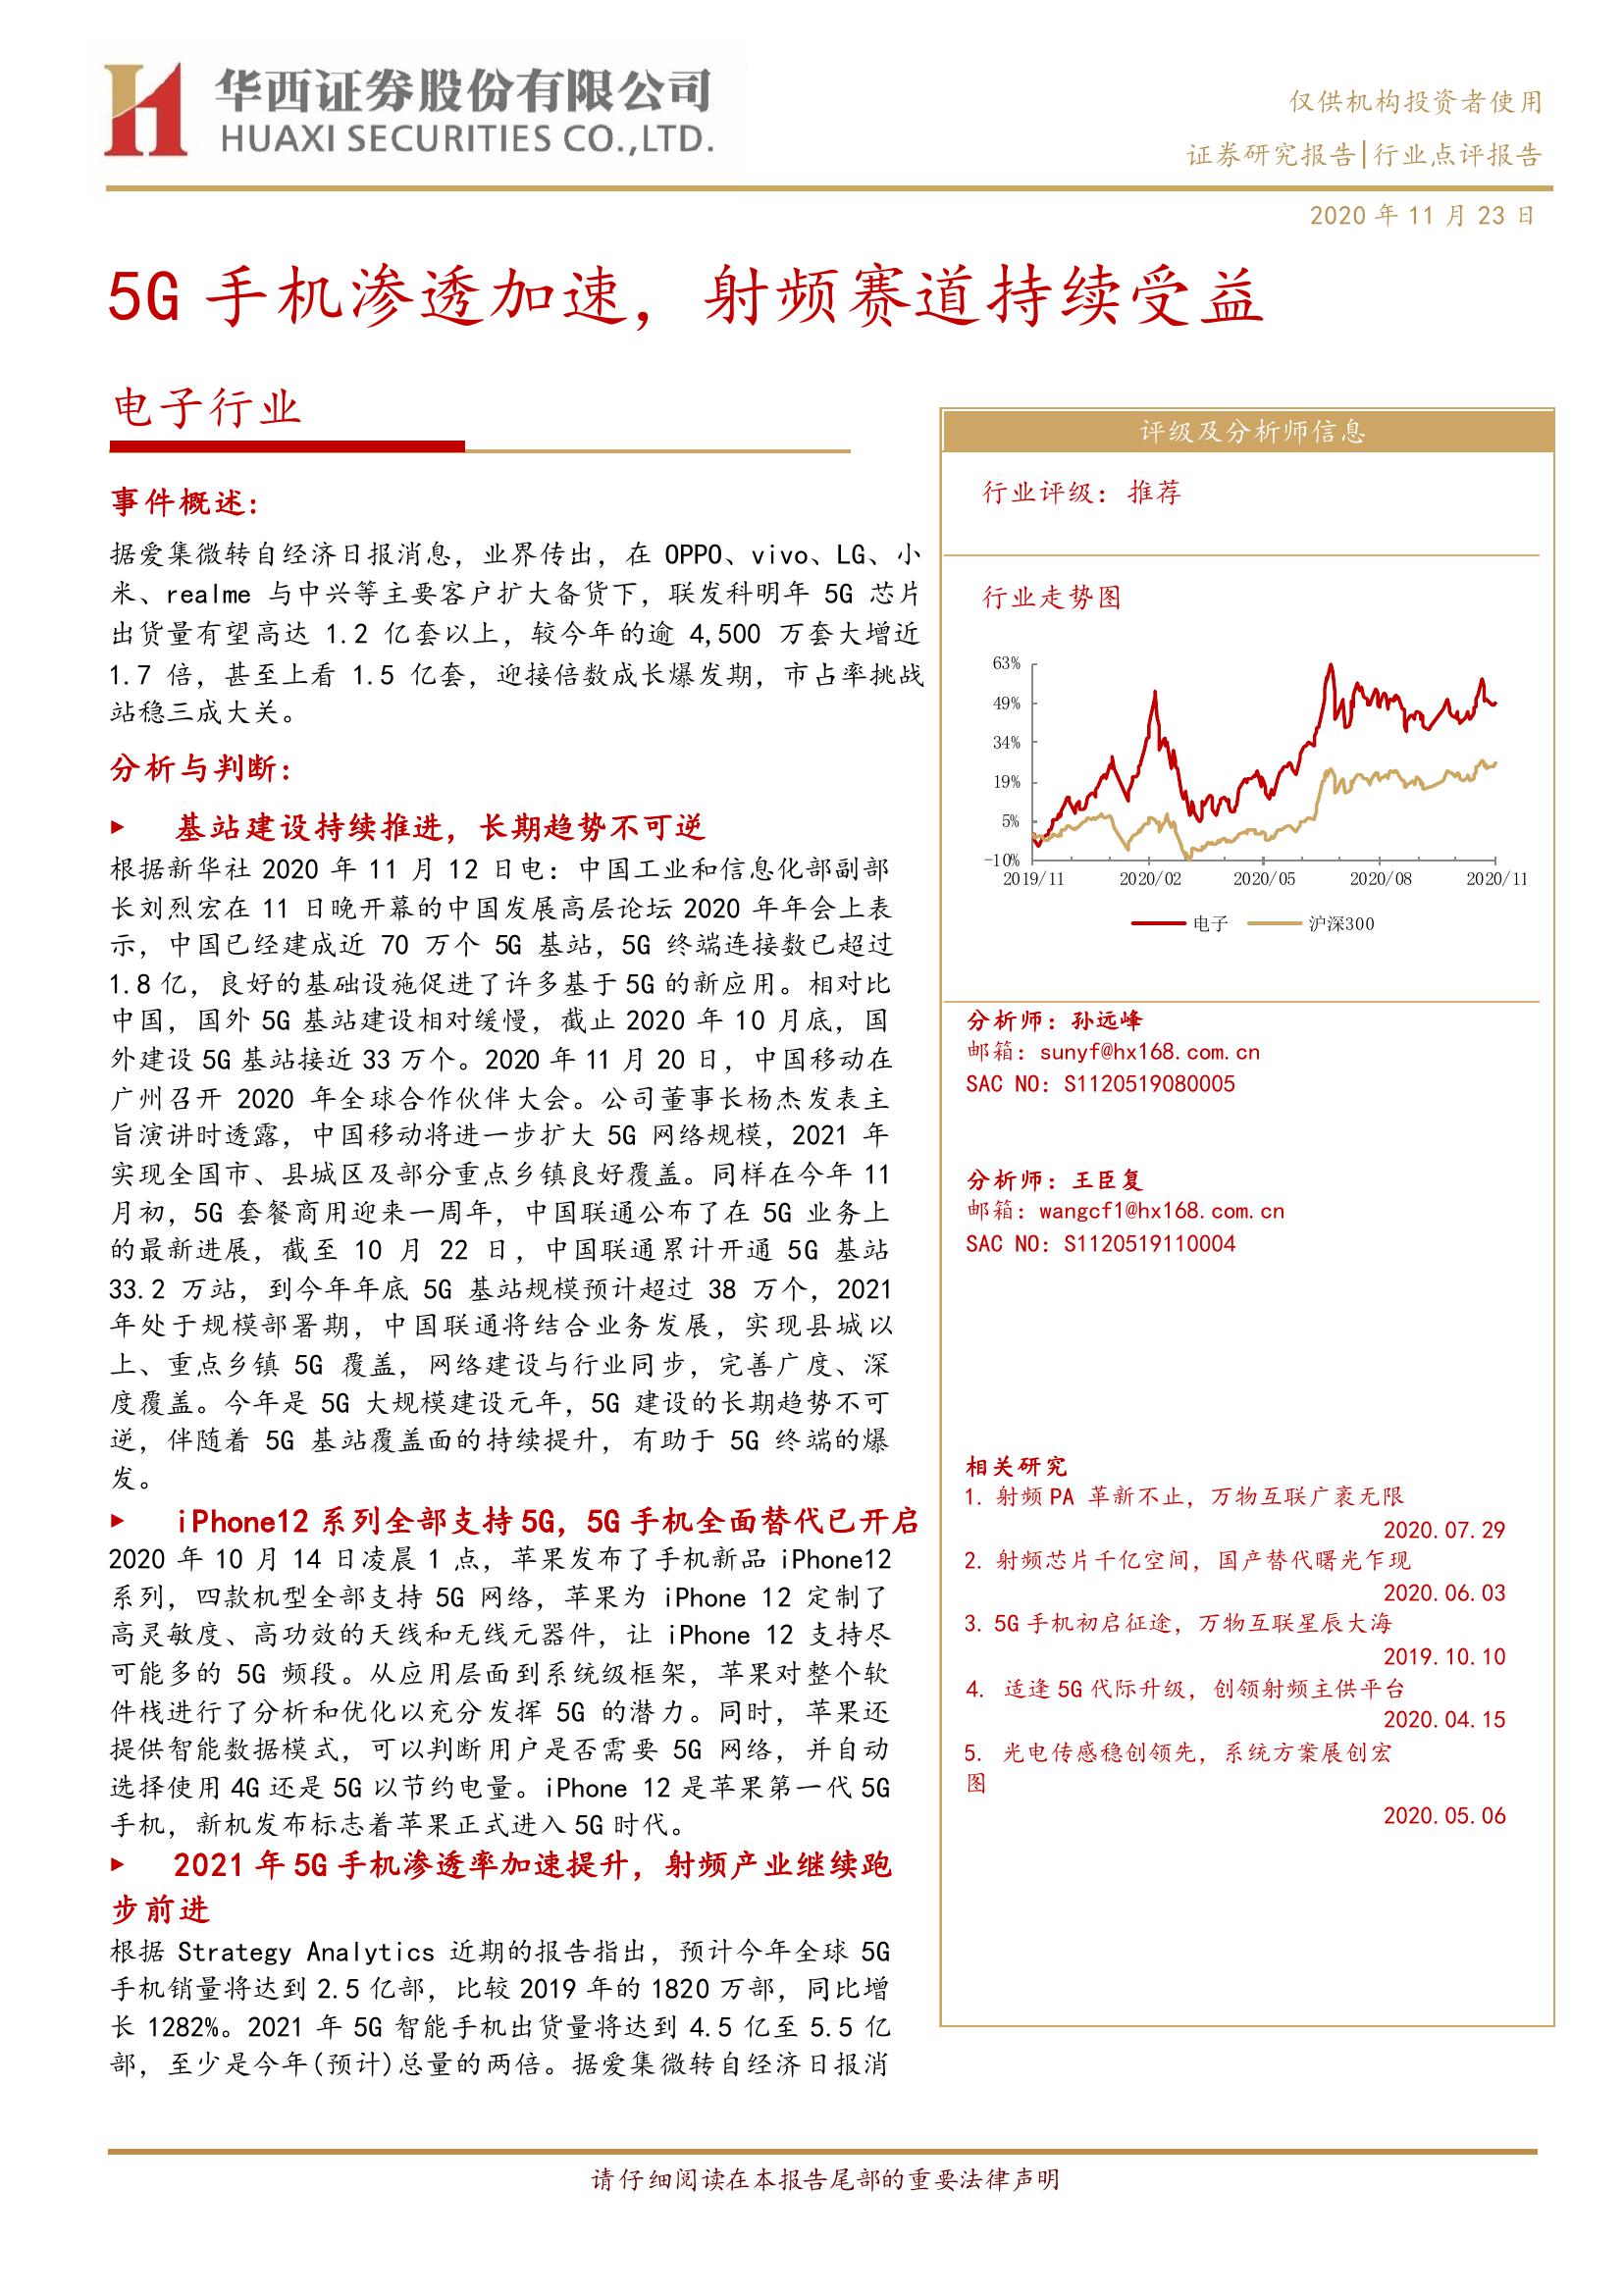 华西证券股份有限公司
HUAXI SECURITIES CO.,LTD.
仅供机构投资者使用
证券研究报告|行业点评报告
2020 年 11 月 23 日
5G 手机渗透加速，射频赛道持续受益
电子行业
事件概述：
据爱集微转自经济日报消息，业界传出，在 OPPO、vivo、LG、小
米、realme 与中兴等主要客户扩大备货下，联发科明年 5G 芯片
出货量有望高达 1.2 亿套以上，较今年的逾 4,500 万套大增近
1.7 倍，甚至上看 1.5 亿套，迎接倍数成长爆发期，市占率挑战
站稳三成大关。
分析与判断：
▶ 基站建设持续推进，长期趋势不可逆
根据新华社 2020 年 11 月 12 日电：中国工业和信息化部副部
长刘烈宏在 11 日晚开幕的中国发展高层论坛 2020 年年会上表
示，中国已经建成近 70 万个 5G 基站，5G 终端连接数已超过
1.8 亿，良好的基础设施促进了许多基于 5G 的新应用。相对比
中国，国外 5G 基站建设相对缓慢，截止 2020 年 10 月底，国
外建设 5G 基站接近 33 万个。2020 年 11 月 20 日，中国移动在
广州召开 2020 年全球合作伙伴大会。公司董事长杨杰发表主
旨演讲时透露，中国移动将进一步扩大 5G 网络规模，2021 年
实现全国市、县城区及部分重点乡镇良好覆盖。同样在今年 11
月初，5G 套餐商用迎来一周年，中国联通公布了在 5G 业务上
的最新进展，截至 10 月 22 日，中国联通累计开通 5G 基站
33.2 万站，到今年年底 5G 基站规模预计超过 38 万个，2021
年处于规模部署期，中国联通将结合业务发展，实现县城以
上、重点乡镇 5G 覆盖，网络建设与行业同步，完善广度、深
度覆盖。今年是 5G 大规模建设元年，5G 建设的长期趋势不可
逆，伴随着 5G 基站覆盖面的持续提升，有助于 5G 终端的爆
发。
▶ iPhone12 系列全部支持 5G，5G 手机全面替代已开启
2020 年 10 月 14 日凌晨 1 点，苹果发布了手机新品 iPhone12
系列，四款机型全部支持 5G 网络，苹果为 iPhone 12 定制了
高灵敏度、高功效的天线和无线元器件，让 iPhone 12 支持尽
可能多的 5G 频段。从应用层面到系统级框架，苹果对整个软
件栈进行了分析和优化以充分发挥 5G 的潜力。同时，苹果还
提供智能数据模式，可以判断用户是否需要 5G 网络，并自动
选择使用 4G 还是 5G 以节约电量。iPhone 12 是苹果第一代 5G
手机，新机发布标志着苹果正式进入 5G 时代。
▶ 2021 年 5G 手机渗透率加速提升，射频产业继续跑
步前进
根据 Strategy Analytics 近期的报告指出，预计今年全球 5G
手机销量将达到 2.5 亿部，比较 2019 年的 1820 万部，同比增
长 1282%。2021 年 5G 智能手机出货量将达到 4.5 亿至 5.5 亿
部，至少是今年(预计)总量的两倍。据爱集微转自经济日报消
评级及分析师信息
行业评级：推荐
行业走势图
63%
49%
34%
19%
5%
-10%
2019/11 2020/02 2020/05 2020/08 2020/11
电子 沪深300
分析师：孙远峰
邮箱：sunyf@hx168.com.cn
SAC NO：S1120519080005
分析师：王臣复
邮箱：wangcf1@hx168.com.cn
SAC NO：S1120519110004
相关研究
1. 射频 PA 革新不止，万物互联广袤无限
2020.07.29
2. 射频芯片千亿空间，国产替代曙光乍现
2020.06.03
3. 5G 手机初启征途，万物互联星辰大海
2019.10.10
4. 适逢 5G 代际升级，创领射频主供平台
2020.04.15
5. 光电传感稳创领先，系统方案展创宏
图
2020.05.06
请仔细阅读在本报告尾部的重要法律声明